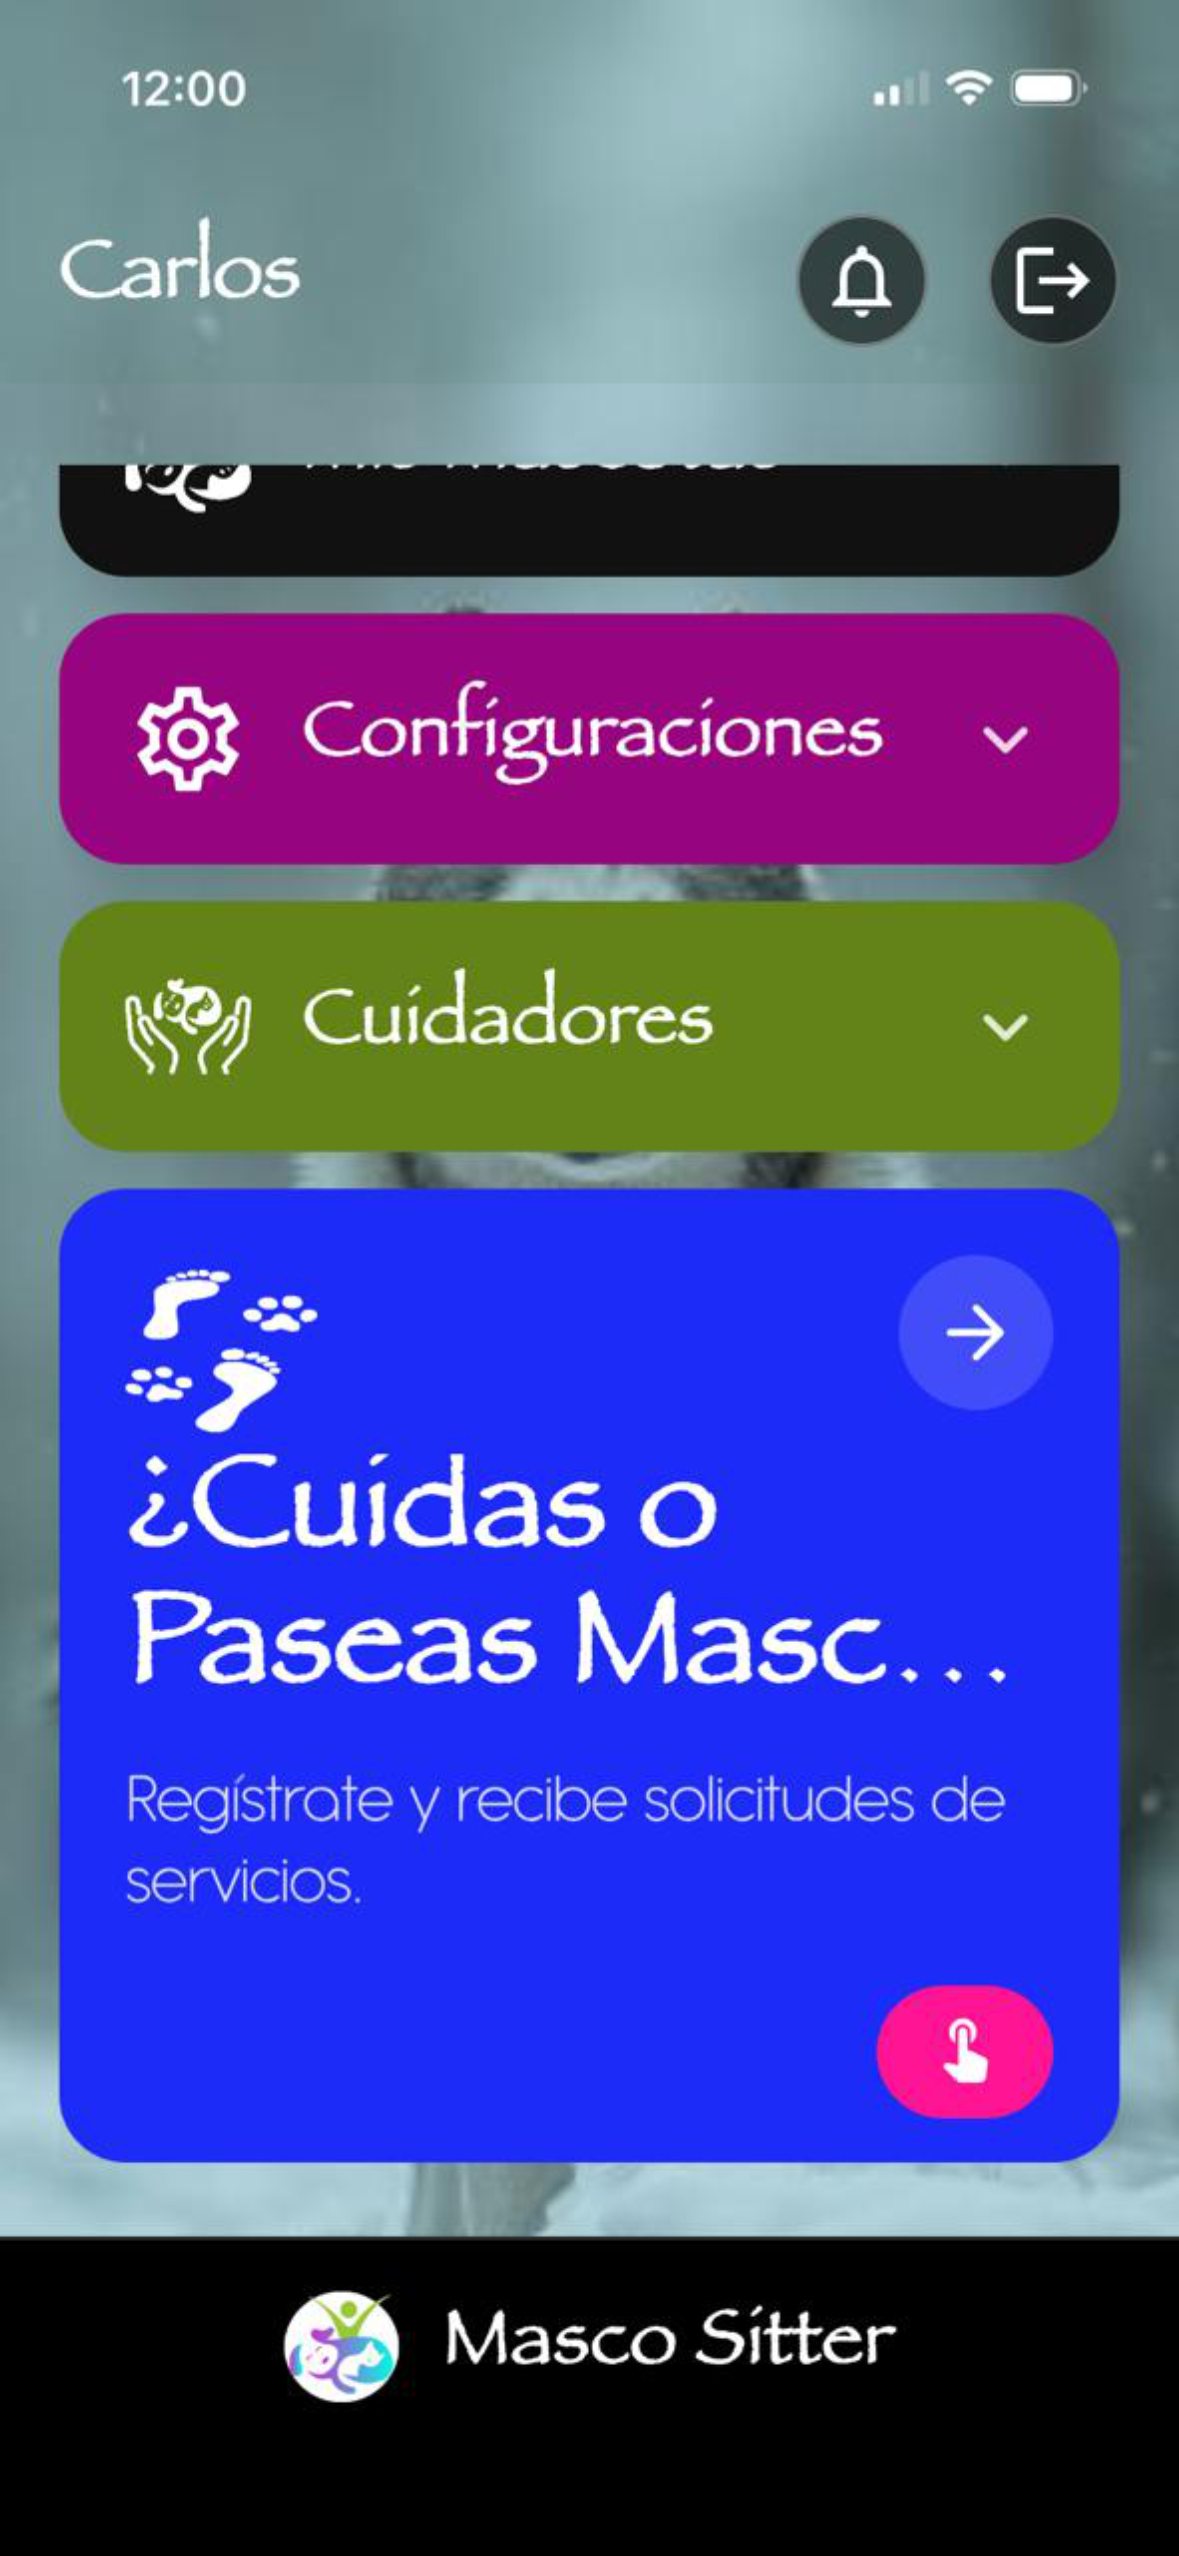 12:00
Carlos
Configuraciones
Cuidadores
¿Cuidas o
Paseas Masc...
Regístrate y recibe solicitudes de
servicios.
Masco Sitter